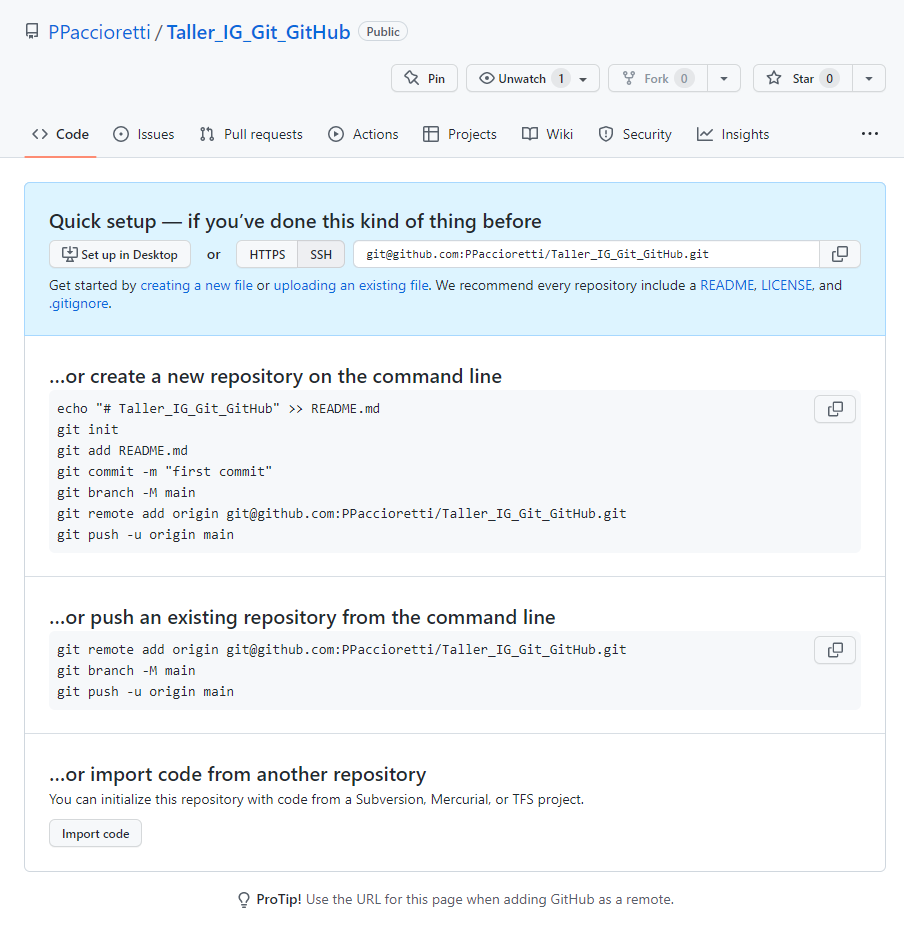 PPaccioretti / Taller_IG_Git_GitHub Public
Pin Unwatch 1 Fork 0 Star 0
Code Issues Pull requests Actions Projects Wiki Security Insights ...
Quick setup — if you’ve done this kind of thing before
Set up in Desktop or HTTPS SSH git@github.com:PPaccioretti/Taller_IG_Git_GitHub.git
Get started by creating a new file or uploading an existing file. We recommend every repository include a README, LICENSE, and
.gitignore.
…or create a new repository on the command line
echo "# Taller_IG_Git_GitHub" >> README.md
git init
git add README.md
git commit -m "first commit"
git branch -M main
git remote add origin git@github.com:PPaccioretti/Taller_IG_Git_GitHub.git
git push -u origin main
…or push an existing repository from the command line
git remote add origin git@github.com:PPaccioretti/Taller_IG_Git_GitHub.git
git branch -M main
git push -u origin main
…or import code from another repository
You can initialize this repository with code from a Subversion, Mercurial, or TFS project.
Import code
ProTip! Use the URL for this page when adding GitHub as a remote.